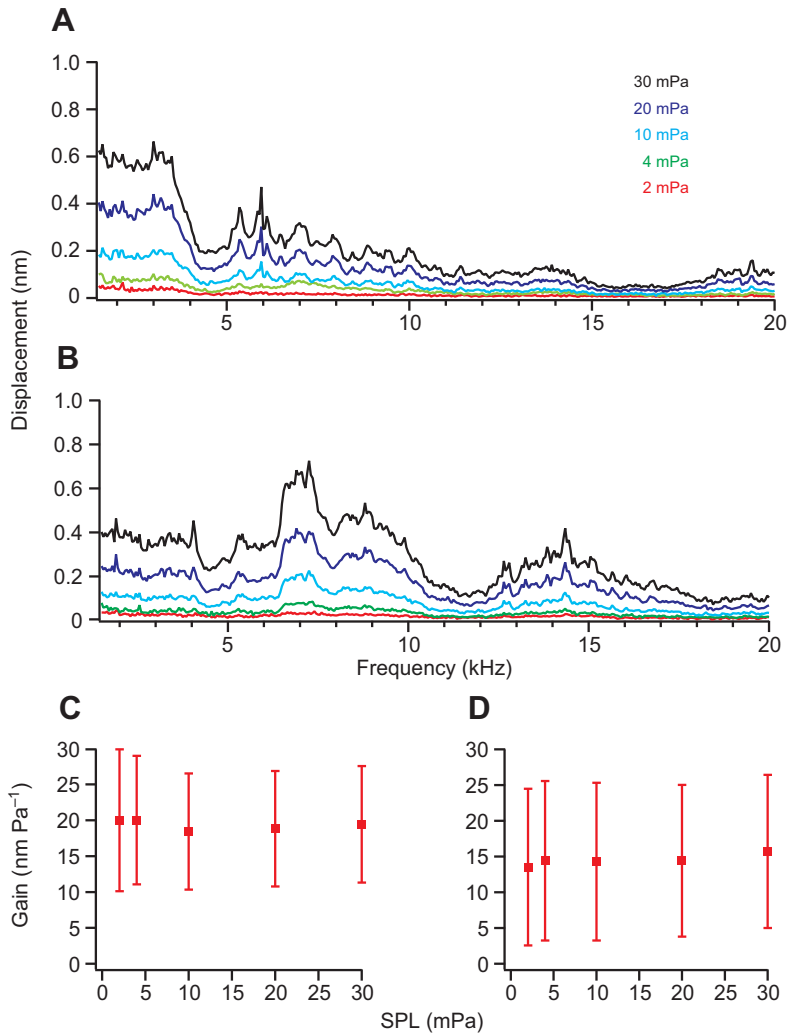 A
1.0
0.8
0.6
0.4
0.2
0
5
10
15
20
30 mPa
20 mPa
10 mPa
4 mPa
2 mPa
Displacement (nm)
B
1.0
0.8
0.6
0.4
0.2
0
5
10
15
20
Frequency (kHz)
C
30
25
20
15
10
5
0
0 5 10 15 20 25 30
Gain (nm Pa⁻¹)
D
30
25
20
15
10
5
0
0 5 10 15 20 25 30
SPL (mPa)